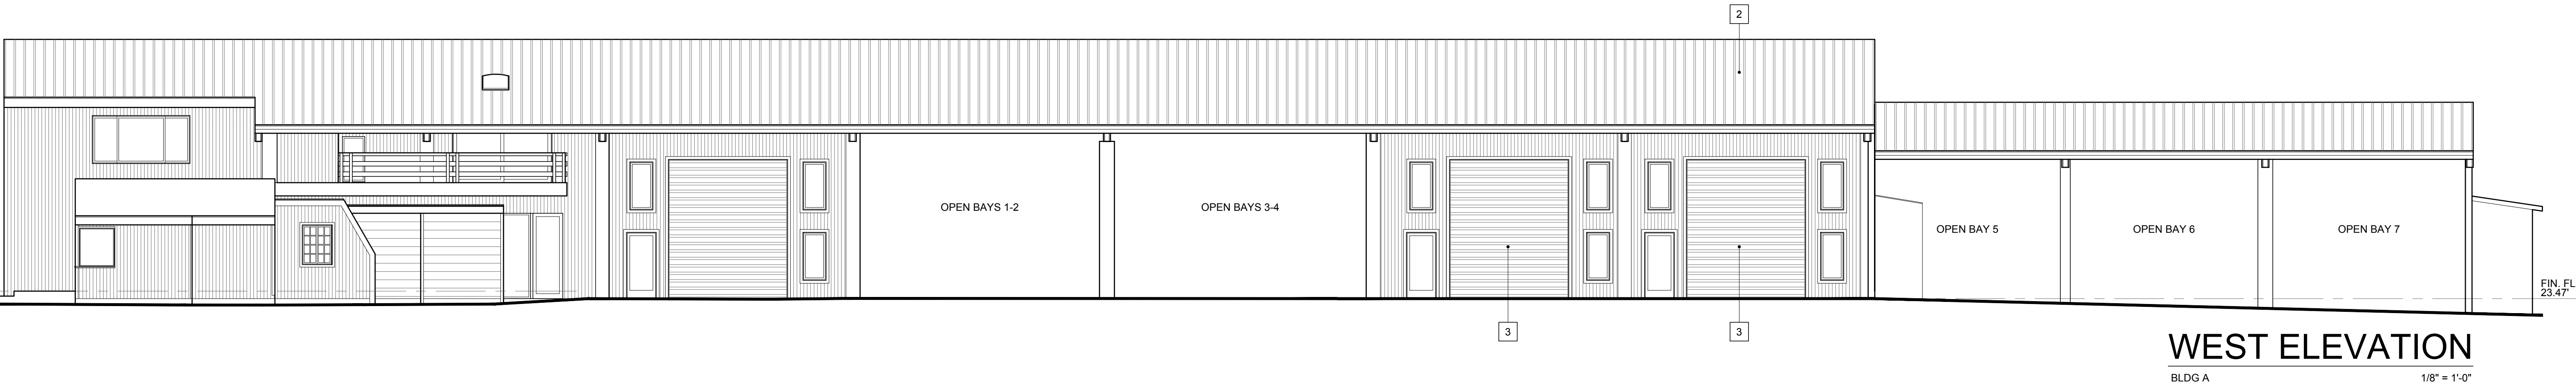 2
OPEN BAYS 1-2
OPEN BAYS 3-4
OPEN BAY 5
OPEN BAY 6
OPEN BAY 7
FIN. FL
23.47'
3
3
WEST ELEVATION
BLDG A
1/8" = 1'-0"